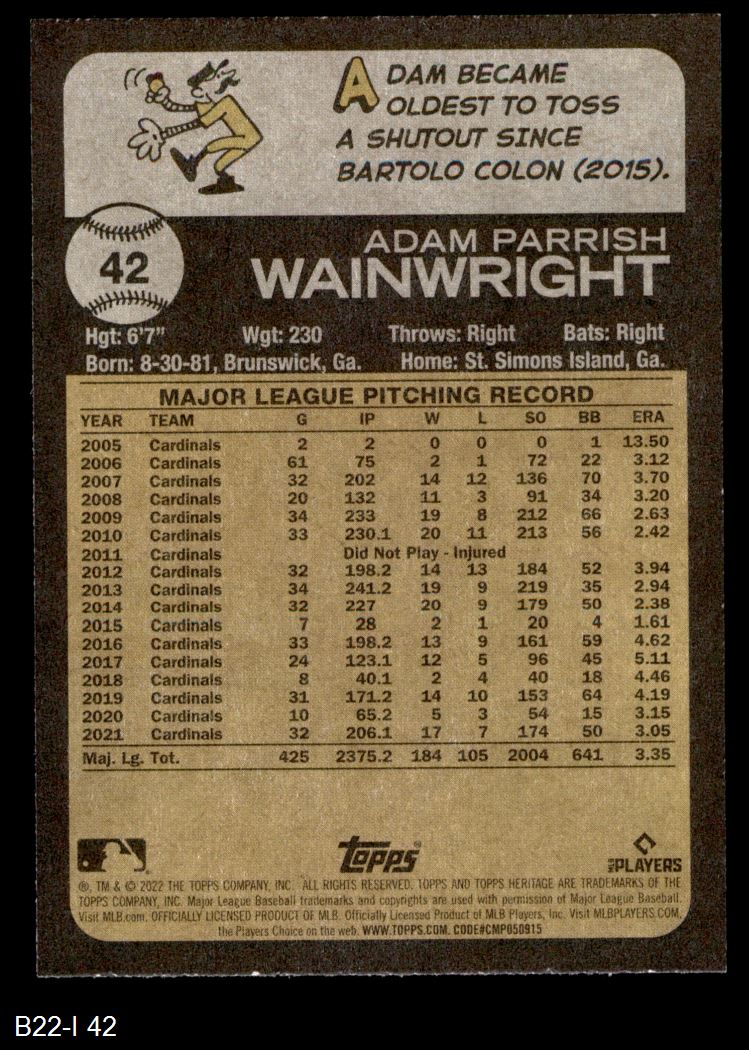 ADAM BECAME
OLDEST TO TOSS
A SHUTOUT SINCE
BARTOLO COLON (2015).
42
ADAM PARRISH
WAINWRIGHT
Hgt: 6'7" Wgt: 230 Throws: Right Bats: Right
Born: 8-30-81, Brunswick, Ga. Home: St. Simons Island, Ga.
MAJOR LEAGUE PITCHING RECORD
YEAR TEAM G IP W L SO BB ERA
2005 Cardinals 2 2 0 0 0 1 13.50
2006 Cardinals 61 75 2 1 72 22 3.12
2007 Cardinals 32 202 14 12 136 70 3.70
2008 Cardinals 20 132 11 3 91 34 3.20
2009 Cardinals 34 233 19 8 212 66 2.63
2010 Cardinals 33 230.1 20 11 213 56 2.42
2011 Cardinals Did Not Play - Injured
2012 Cardinals 32 198.2 14 13 184 52 3.94
2013 Cardinals 34 241.2 19 9 219 35 2.94
2014 Cardinals 32 227 20 9 179 50 2.38
2015 Cardinals 7 28 2 1 20 4 1.61
2016 Cardinals 33 198.2 13 9 161 59 4.62
2017 Cardinals 24 123.1 12 5 96 45 5.11
2018 Cardinals 8 40.1 2 4 40 18 4.46
2019 Cardinals 31 171.2 14 10 153 64 4.19
2020 Cardinals 10 65.2 5 3 54 15 3.15
2021 Cardinals 32 206.1 17 7 174 50 3.05
Maj. Lg. Tot. 425 2375.2 184 105 2004 641 3.35
Topps®
MLB PLAYERS
®, TM & © 2022 THE TOPPS COMPANY, INC. ALL RIGHTS RESERVED. TOPPS AND TOPPS HERITAGE ARE TRADEMARKS OF THE
TOPPS COMPANY, INC. Major League Baseball trademarks and copyrights are used with permission of Major League Baseball.
Visit MLB.com. OFFICIALLY LICENSED PRODUCT OF MLB. Officially Licensed Product of MLB Players, Inc. Visit MLBPLAYERS.COM,
the Players Choice on the web. WWW.TOPPS.COM. CODE#CMP050915
B22-I 42